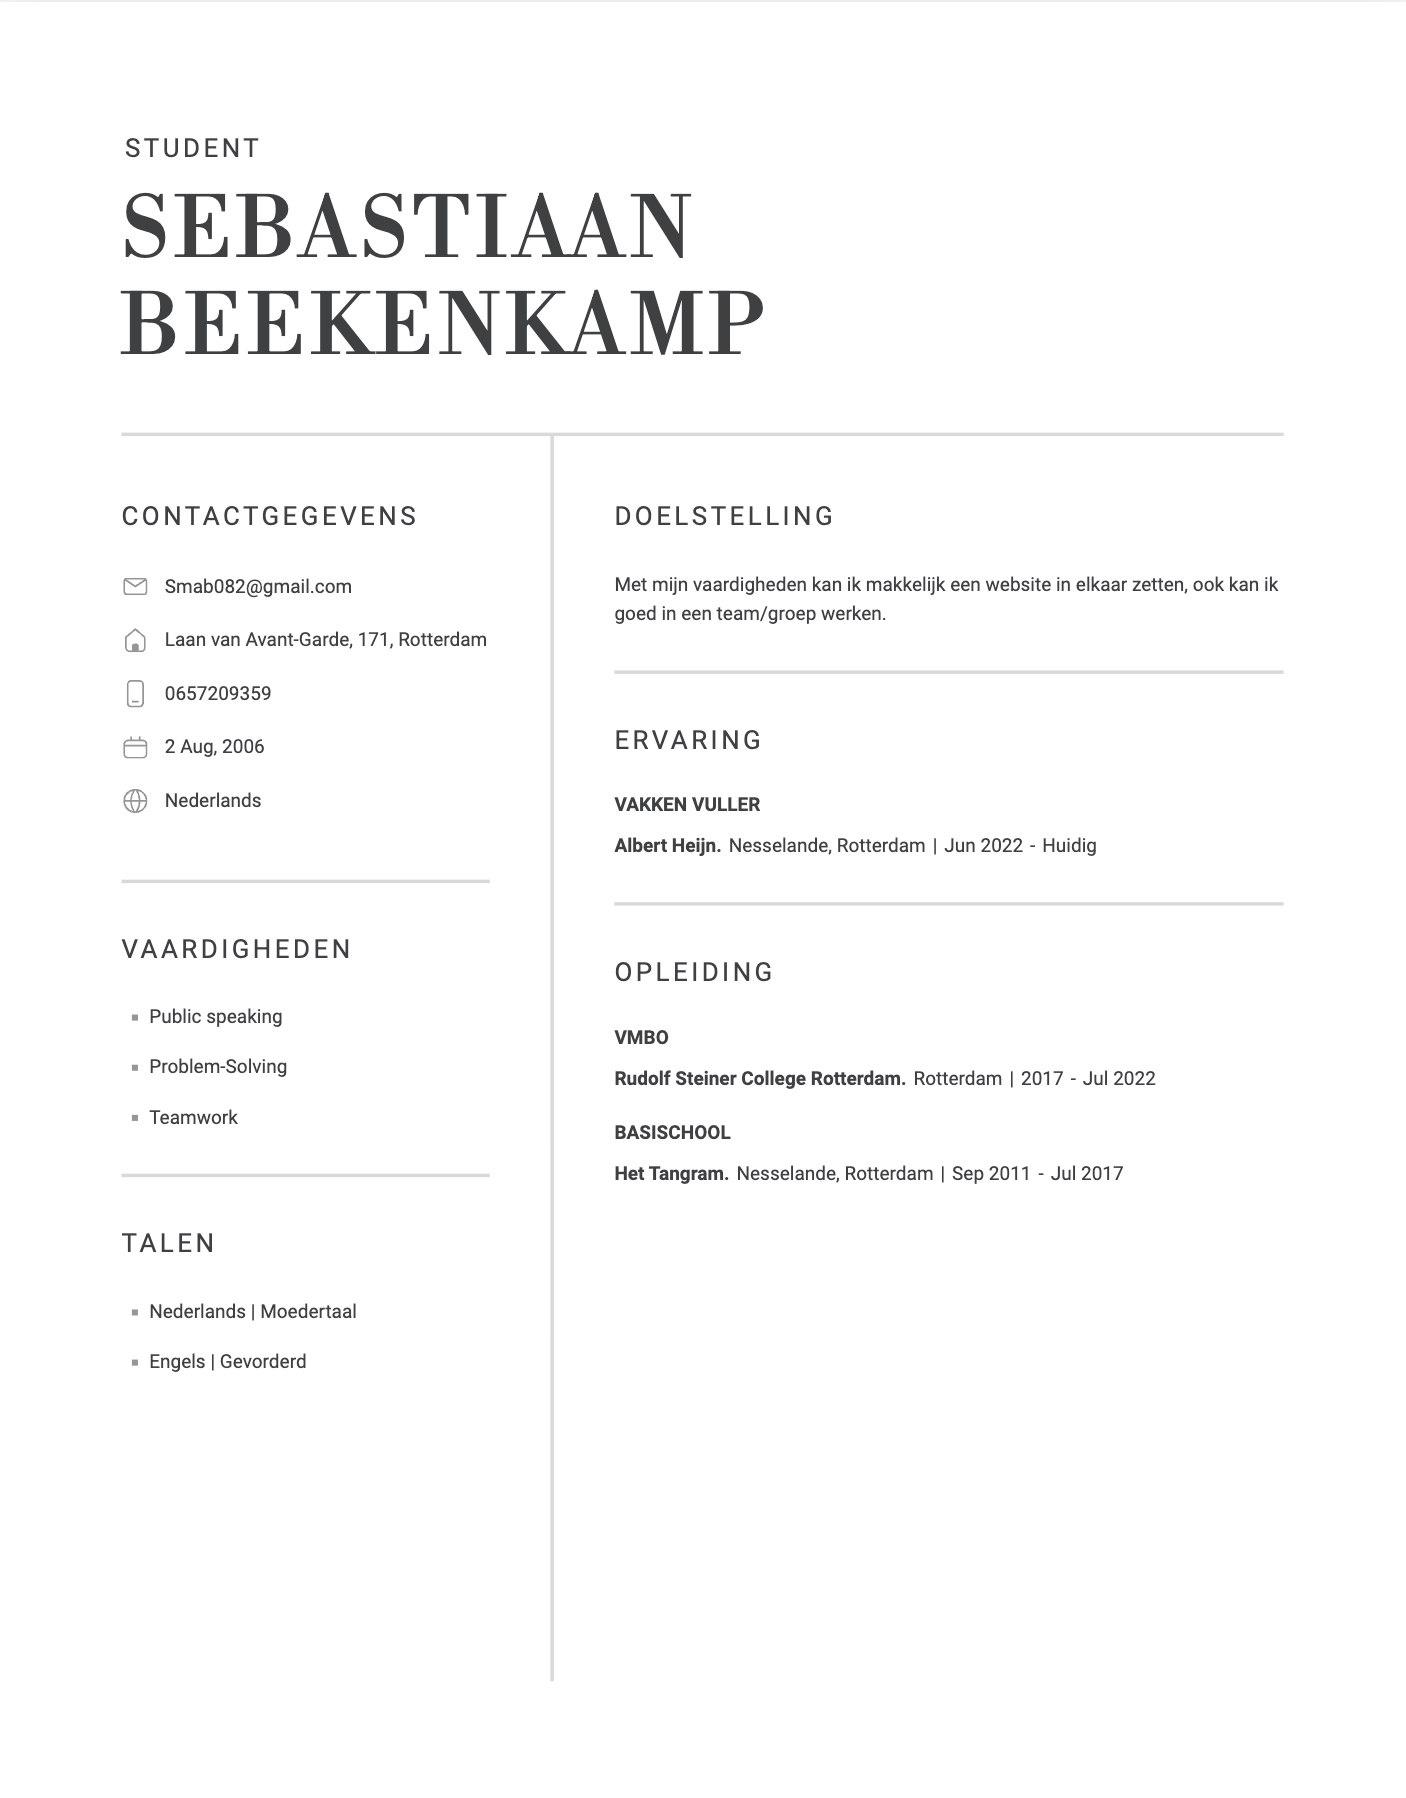 STUDENT
SEBASTIAAN
BEEKENKAMP
CONTACTGEGEVENS
Smab082@gmail.com
Laan van Avant-Garde, 171, Rotterdam
0657209359
2 Aug, 2006
Nederlands
VAARDIGHEDEN
Public speaking
Problem-Solving
Teamwork
TALEN
Nederlands | Moedertaal
Engels | Gevorderd
DOELSTELLING
Met mijn vaardigheden kan ik makkelijk een website in elkaar zetten, ook kan ik
goed in een team/groep werken.
ERVARING
VAKKEN VULLER
Albert Heijn. Nesselande, Rotterdam | Jun 2022 - Huidig
OPLEIDING
VMBO
Rudolf Steiner College Rotterdam. Rotterdam | 2017 - Jul 2022
BASISCHOOL
Het Tangram. Nesselande, Rotterdam | Sep 2011 - Jul 2017